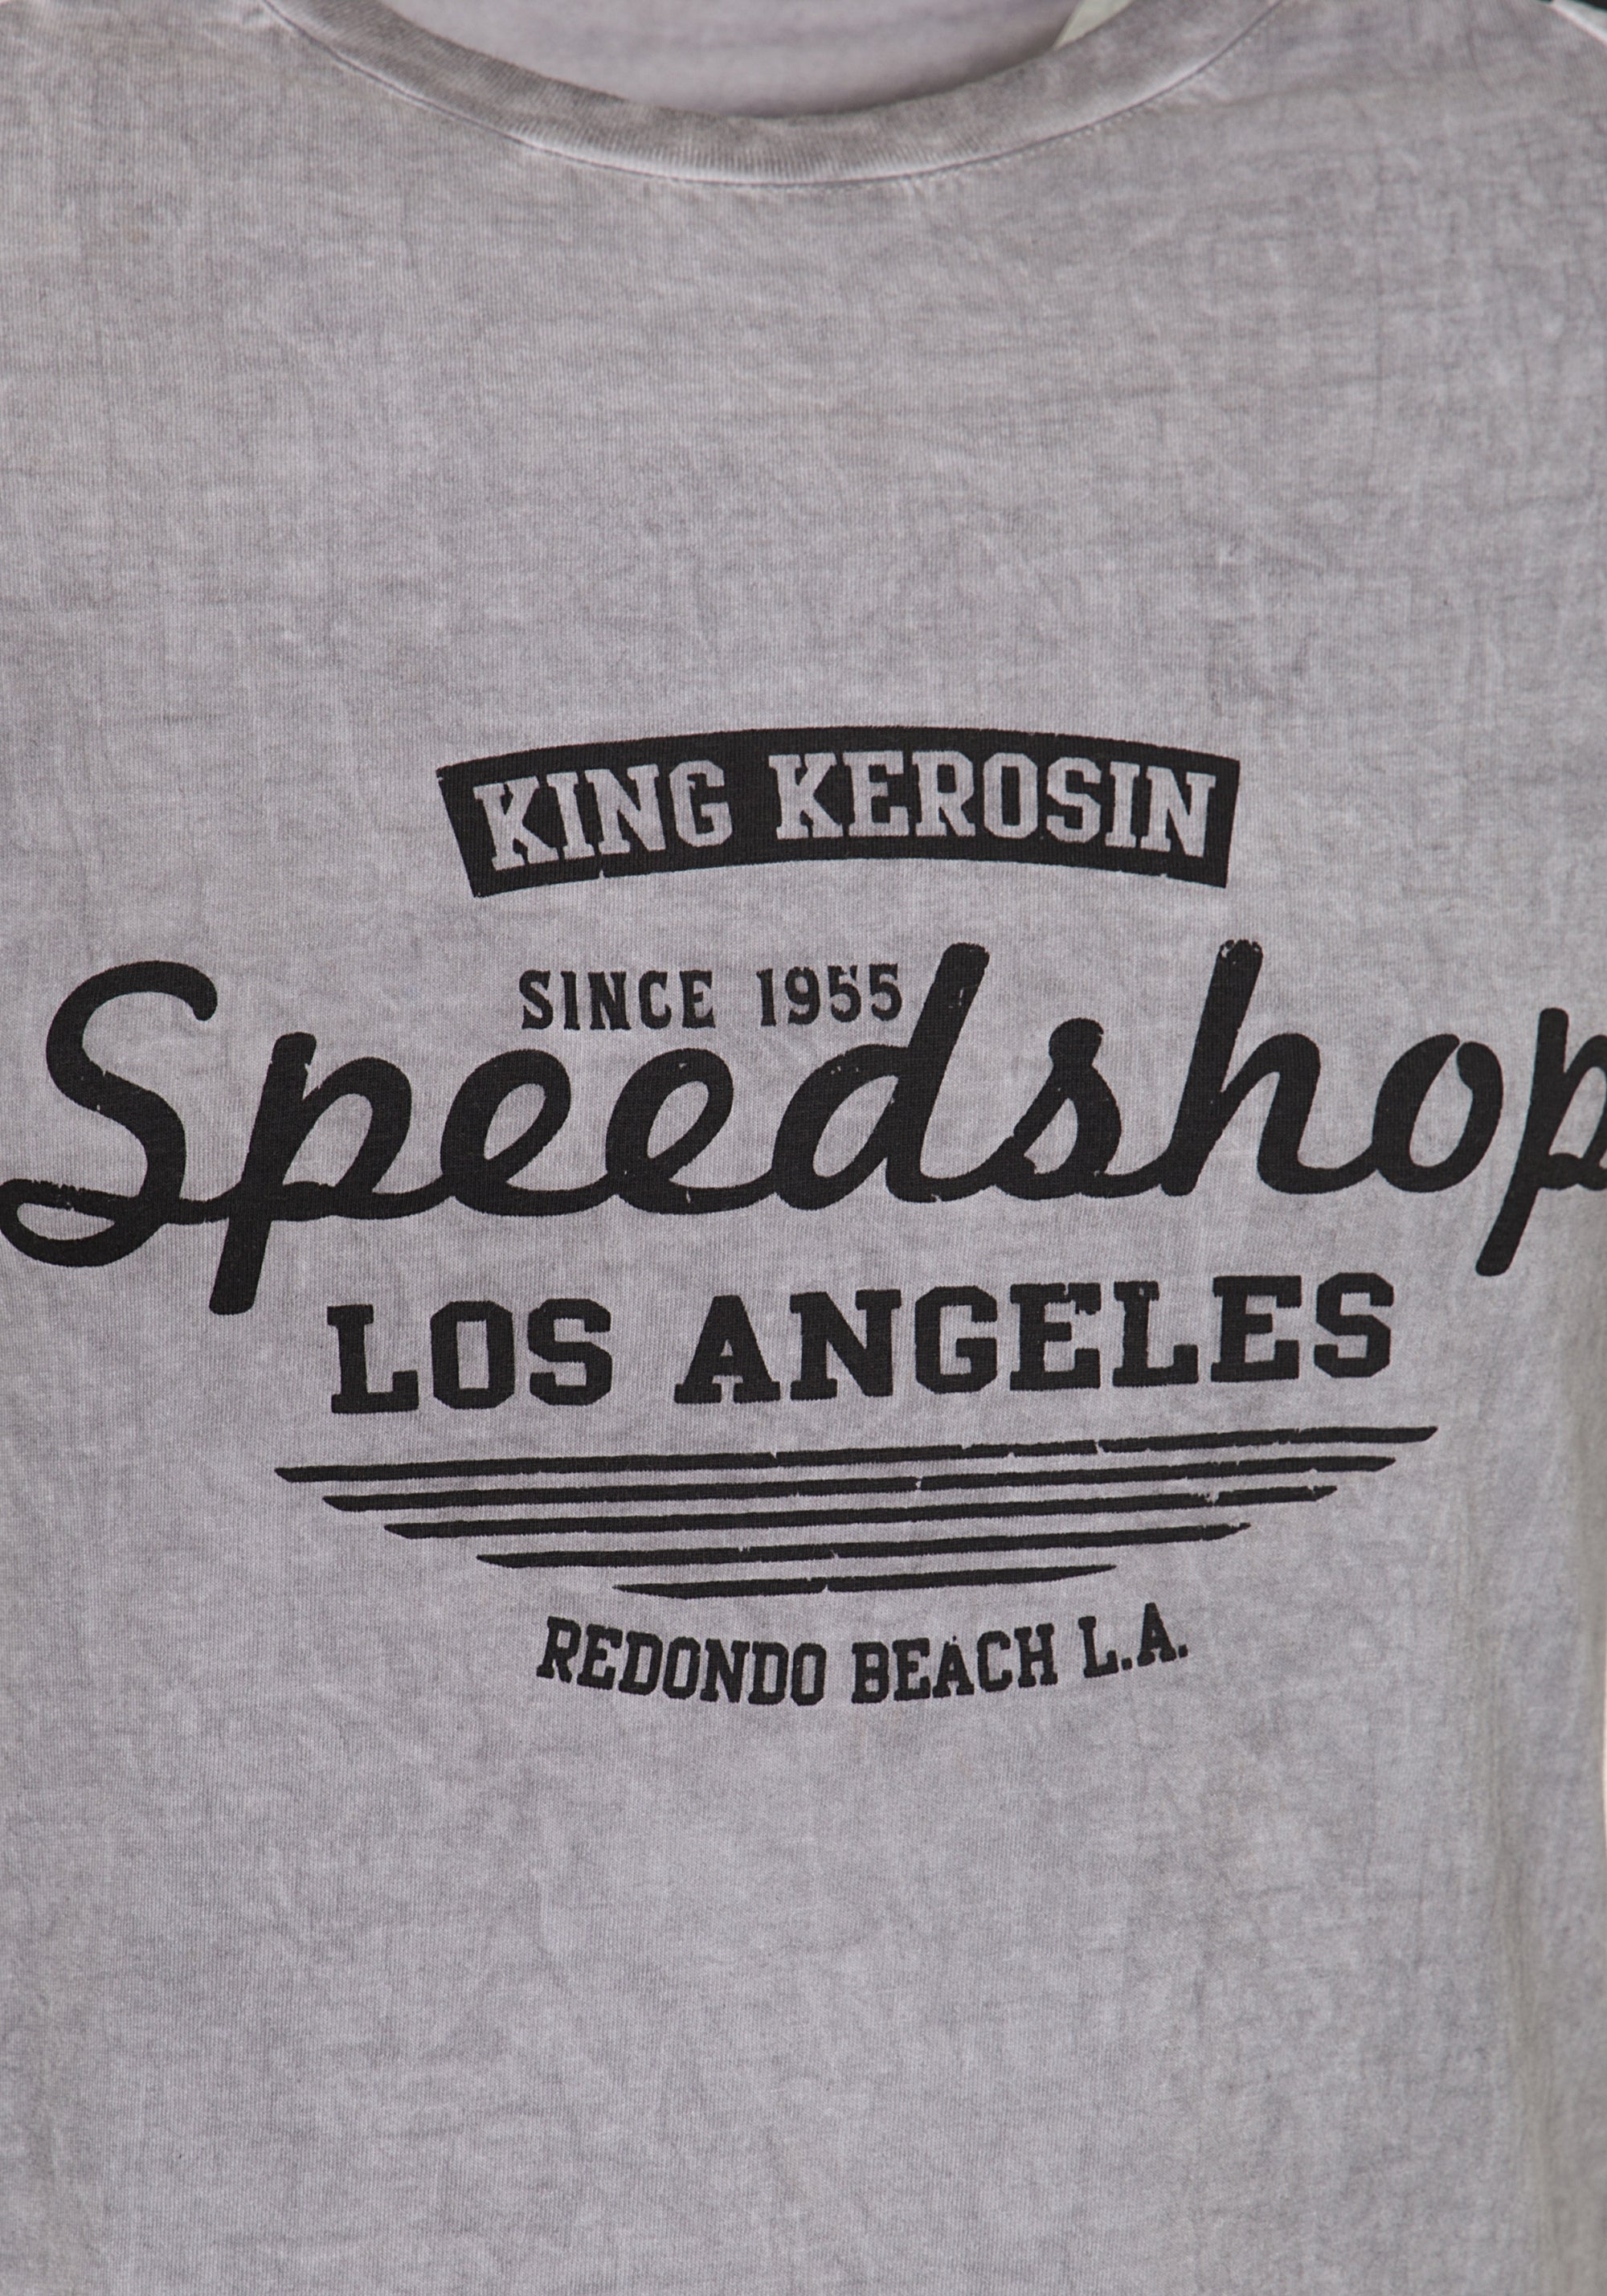 KING KEROSIN
SINCE 1955
Speedshop
LOS ANGELES
REDONDO BEACH L.A.